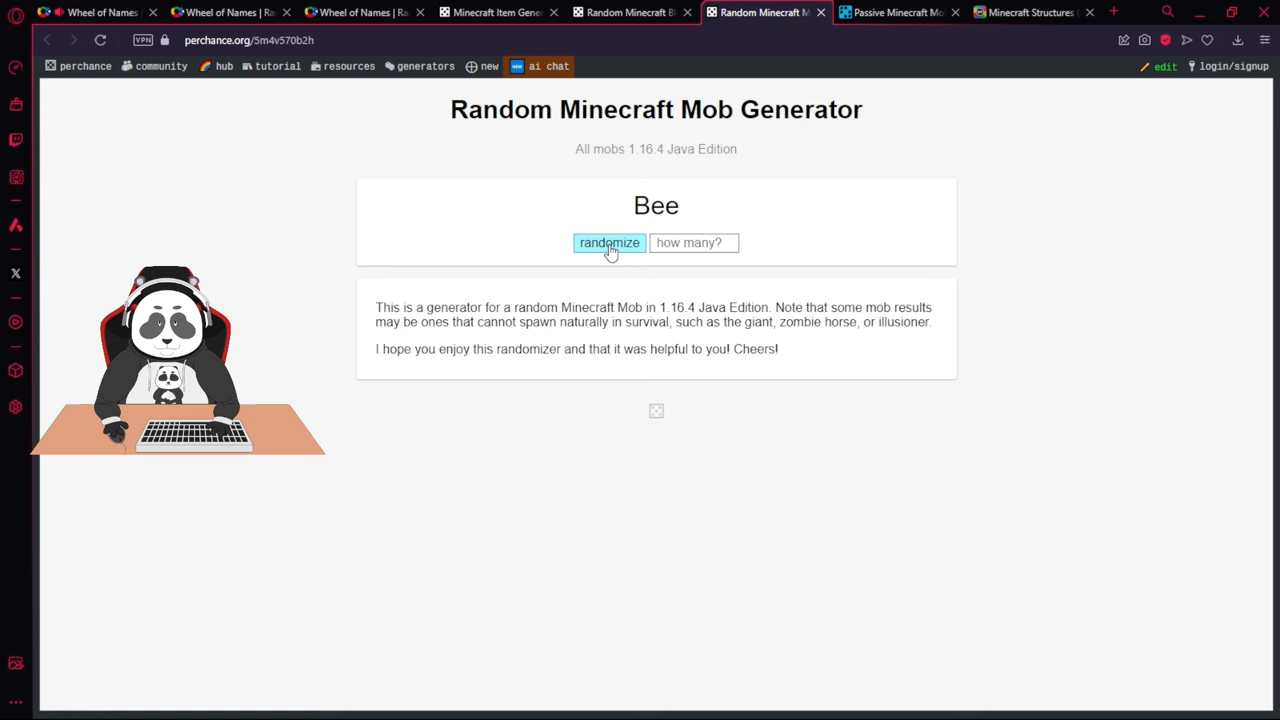 Wheel of Names |
Wheel of Names | Ra
Wheel of Names | Ra
Minecraft Item Gene
Random Minecraft B
Random Minecraft M
Passive Minecraft Mo
Minecraft Structures |
VPN perchance.org/5m4v570b2h
perchance community hub tutorial resources generators new NEW ai chat edit login/signup
Random Minecraft Mob Generator
All mobs 1.16.4 Java Edition
Bee
randomize how many?
This is a generator for a random Minecraft Mob in 1.16.4 Java Edition. Note that some mob results
may be ones that cannot spawn naturally in survival, such as the giant, zombie horse, or illusioner.
I hope you enjoy this randomizer and that it was helpful to you! Cheers!